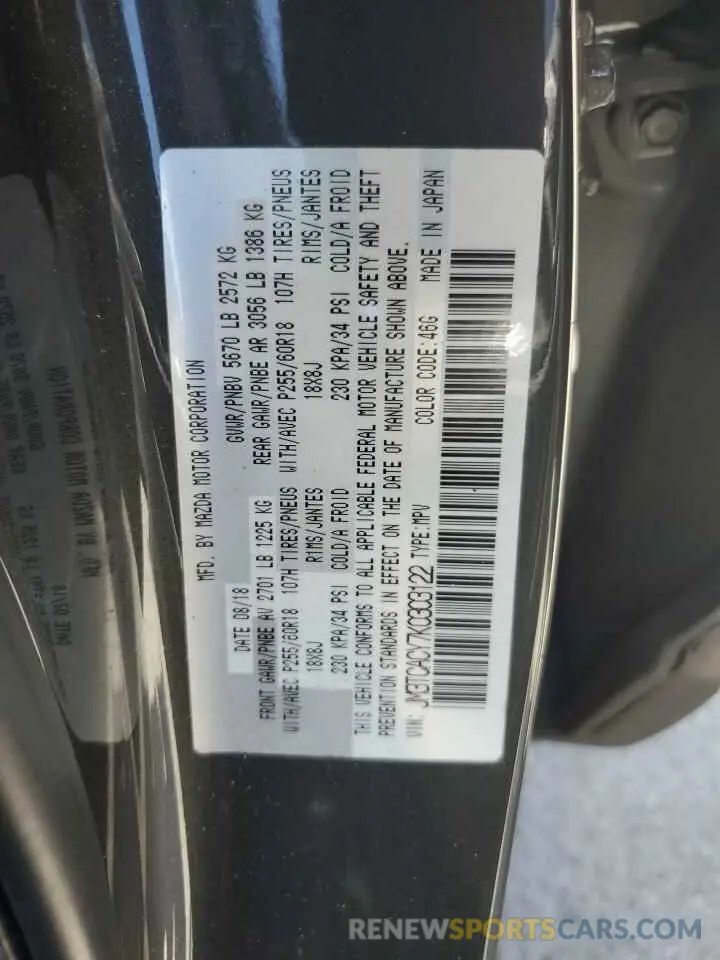 MFD. BY MAZDA MOTOR CORPORATION
DATE 08/18 GVWR/PNBV 5670 LB 2572 KG
FRONT GAWR/PNBE AV 2701 LB 1225 KG REAR GAWR/PNBE AR 3056 LB 1386 KG
WITH/AVEC P255/60R18 107H TIRES/PNEUS WITH/AVEC P255/60R18 107H TIRES/PNEUS
18X8J RIMS/JANTES 18X8J RIMS/JANTES
230 KPA/34 PSI COLD/A FROID 230 KPA/34 PSI COLD/A FROID
THIS VEHICLE CONFORMS TO ALL APPLICABLE FEDERAL MOTOR VEHICLE SAFETY AND THEFT
PREVENTION STANDARDS IN EFFECT ON THE DATE OF MANUFACTURE SHOWN ABOVE.
VIN: JM3TCACY7K0303122 TYPE:MPV COLOR CODE:46G MADE IN JAPAN
RENEWSPORTSCARS.COM